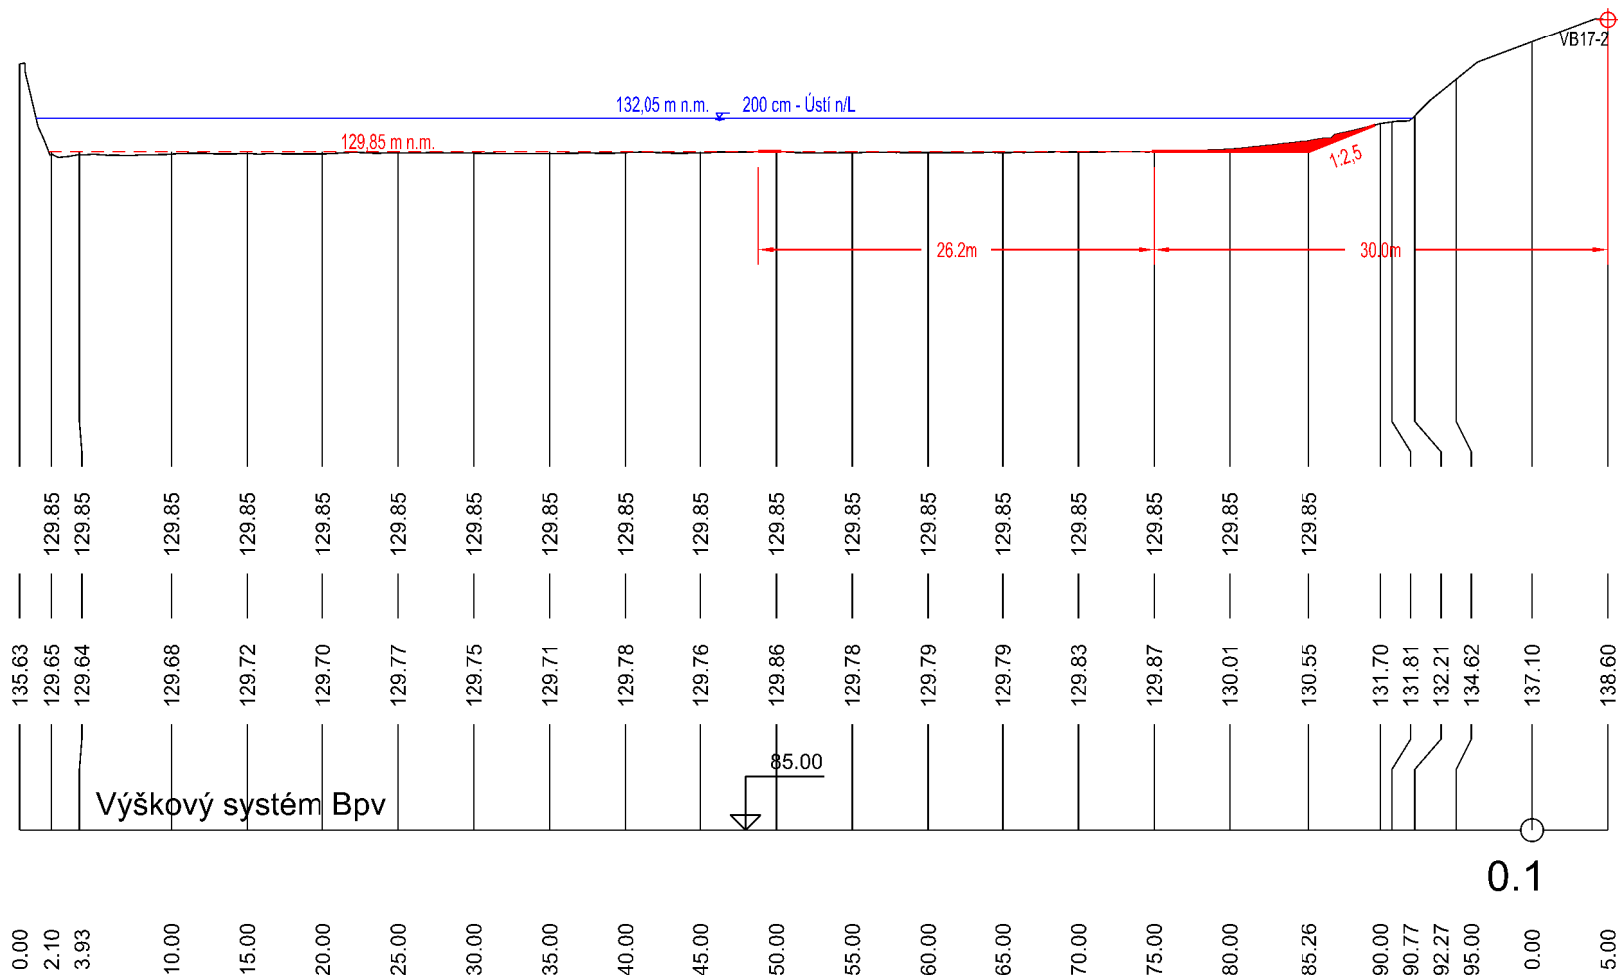 VB17-2
132,05 m n.m. 200 cm - Ústí n/L
129,85 m n.m.
1:2,5
26.2m
30.0m
129.85 129.85 129.85 129.85 129.85 129.85 129.85 129.85 129.85 129.85 129.85 129.85 129.85 129.85 129.85 129.85 129.85 129.85
135.63 129.65 129.64 129.68 129.72 129.70 129.77 129.75 129.71 129.78 129.76 129.86 129.78 129.79 129.79 129.83 129.87 130.01 130.55 131.70 131.81 132.21 134.62 137.10 138.60
85.00
Výškový systém Bpv
0.1
0.00 2.10 3.93 10.00 15.00 20.00 25.00 30.00 35.00 40.00 45.00 50.00 55.00 60.00 65.00 70.00 75.00 80.00 85.26 90.00 90.77 92.27 95.00 0.00 5.00